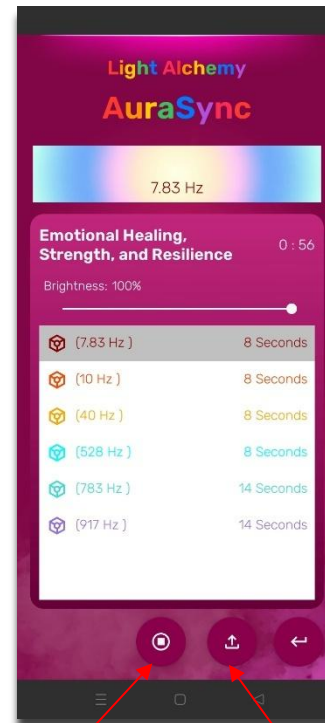 Light Alchemy
AuraSync
7.83 Hz
Emotional Healing,
Strength, and Resilience
0 : 56
Brightness: 100%
(7.83 Hz ) 8 Seconds
(10 Hz ) 8 Seconds
(40 Hz ) 8 Seconds
(528 Hz ) 8 Seconds
(783 Hz ) 14 Seconds
(917 Hz ) 14 Seconds